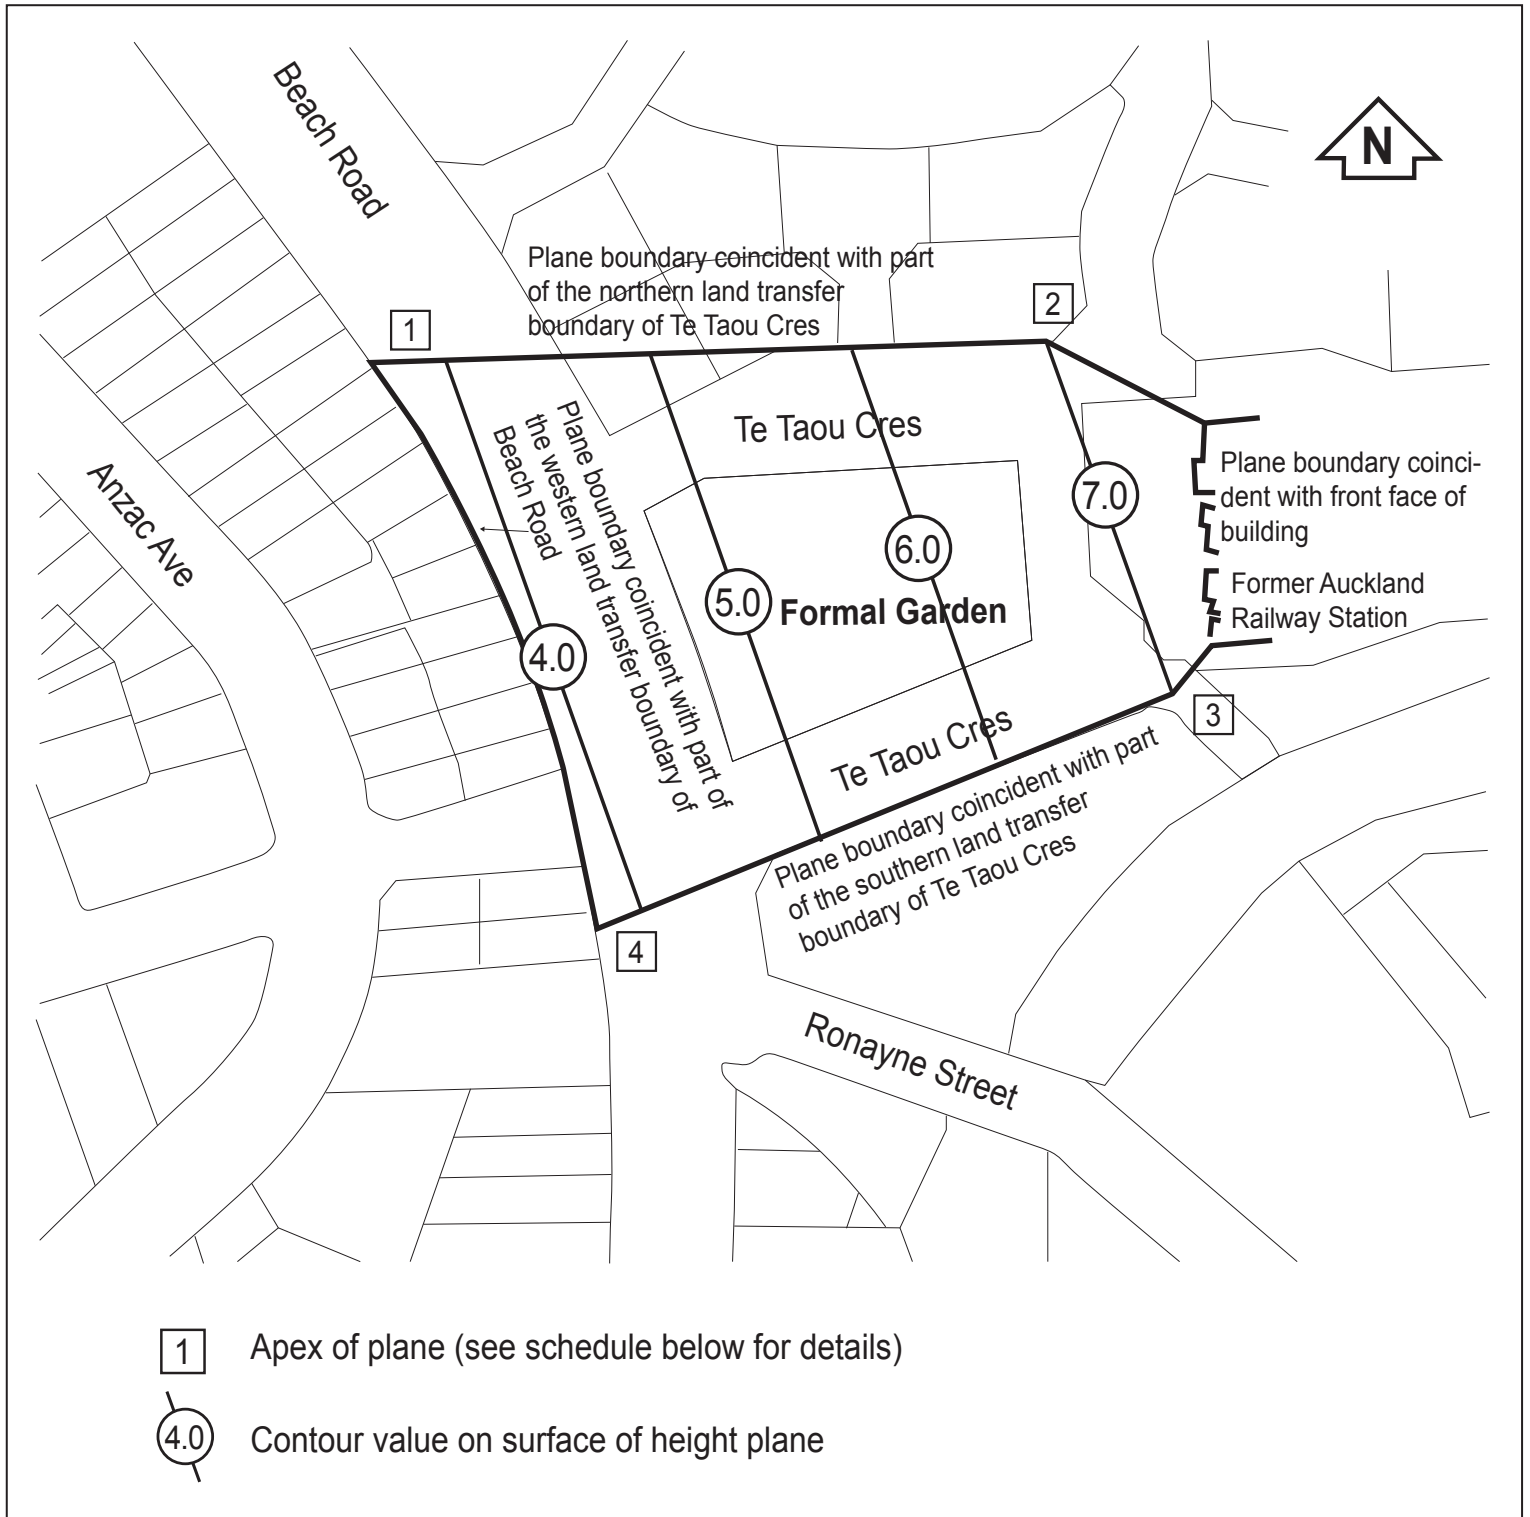 Beach Road
N
Plane boundary coincident with part
of the northern land transfer
boundary of Te Taou Cres
1
2
Te Taou Cres
Plane boundary coincident with part of
the western land transfer boundary of
Beach Road
Anzac Ave
7.0
Plane boundary coinci-
dent with front face of
building
6.0
5.0
Formal Garden
Former Auckland
Railway Station
4.0
3
Te Taou Cres
Plane boundary coincident with part
of the southern land transfer
boundary of Te Taou Cres
4
Ronayne Street
1
Apex of plane (see schedule below for details)
4.0
Contour value on surface of height plane